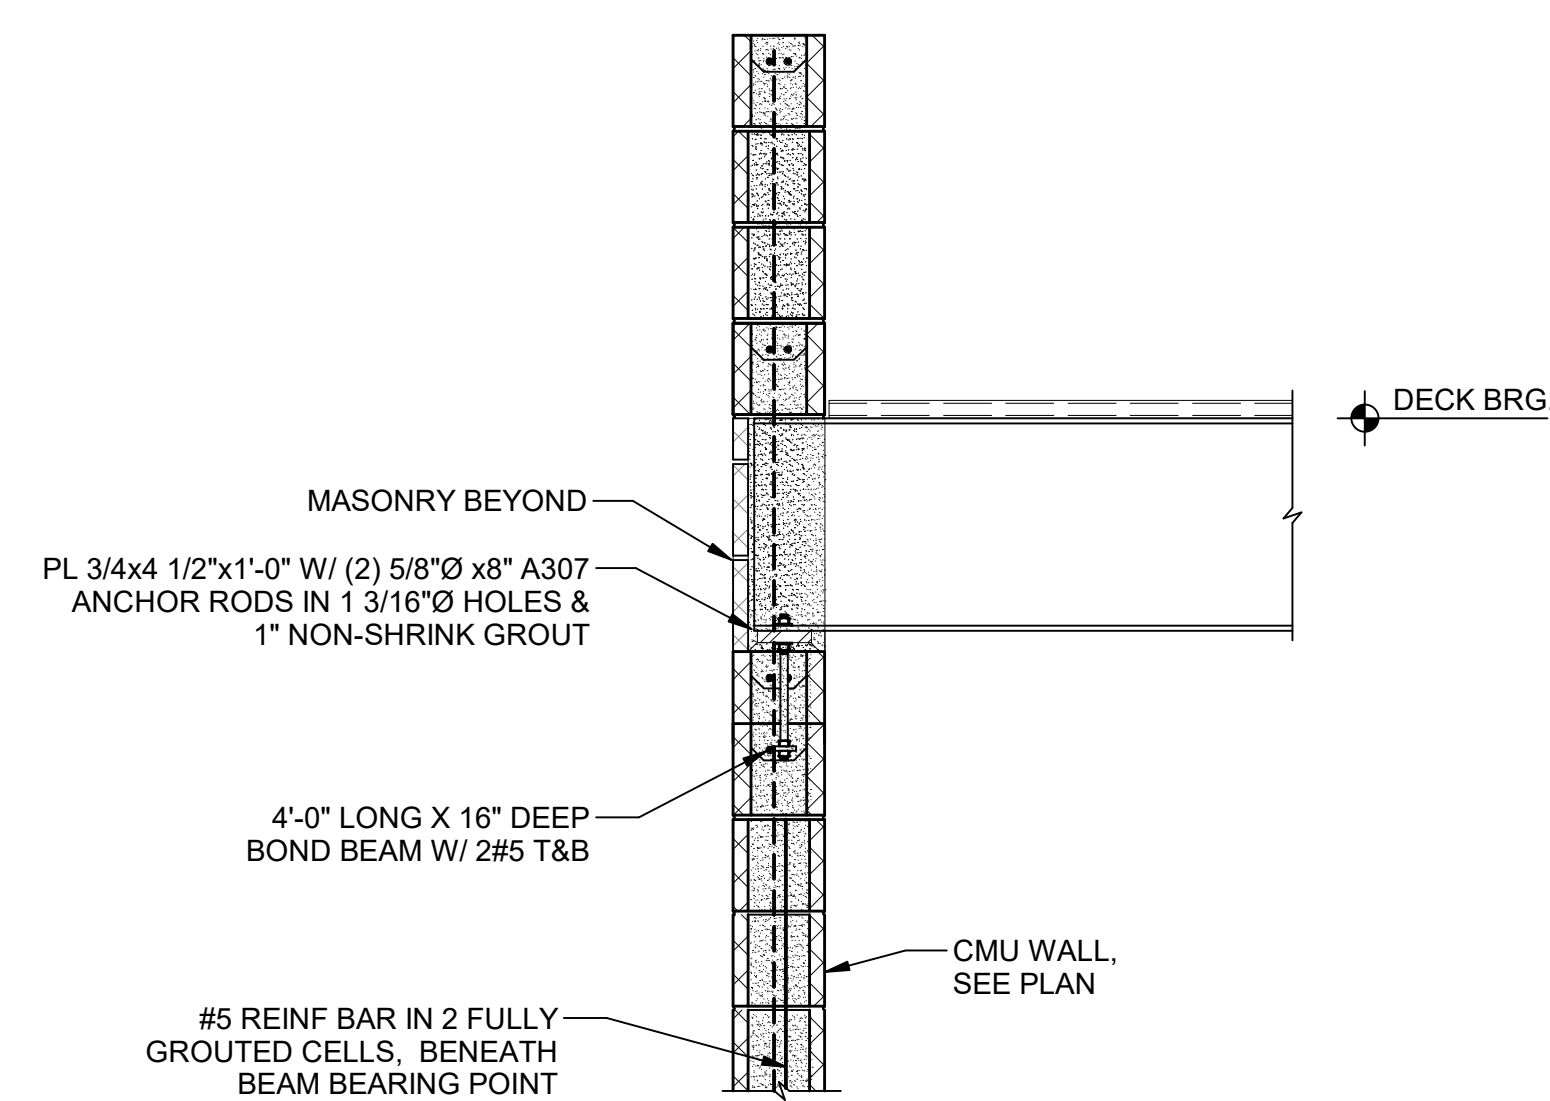 DECK BRG.
MASONRY BEYOND
PL 3/4x4 1/2"x1'-0" W/ (2) 5/8"Ø x8" A307
ANCHOR RODS IN 1 3/16"Ø HOLES &
1" NON-SHRINK GROUT
4'-0" LONG X 16" DEEP
BOND BEAM W/ 2#5 T&B
CMU WALL,
SEE PLAN
#5 REINF BAR IN 2 FULLY
GROUTED CELLS, BENEATH
BEAM BEARING POINT